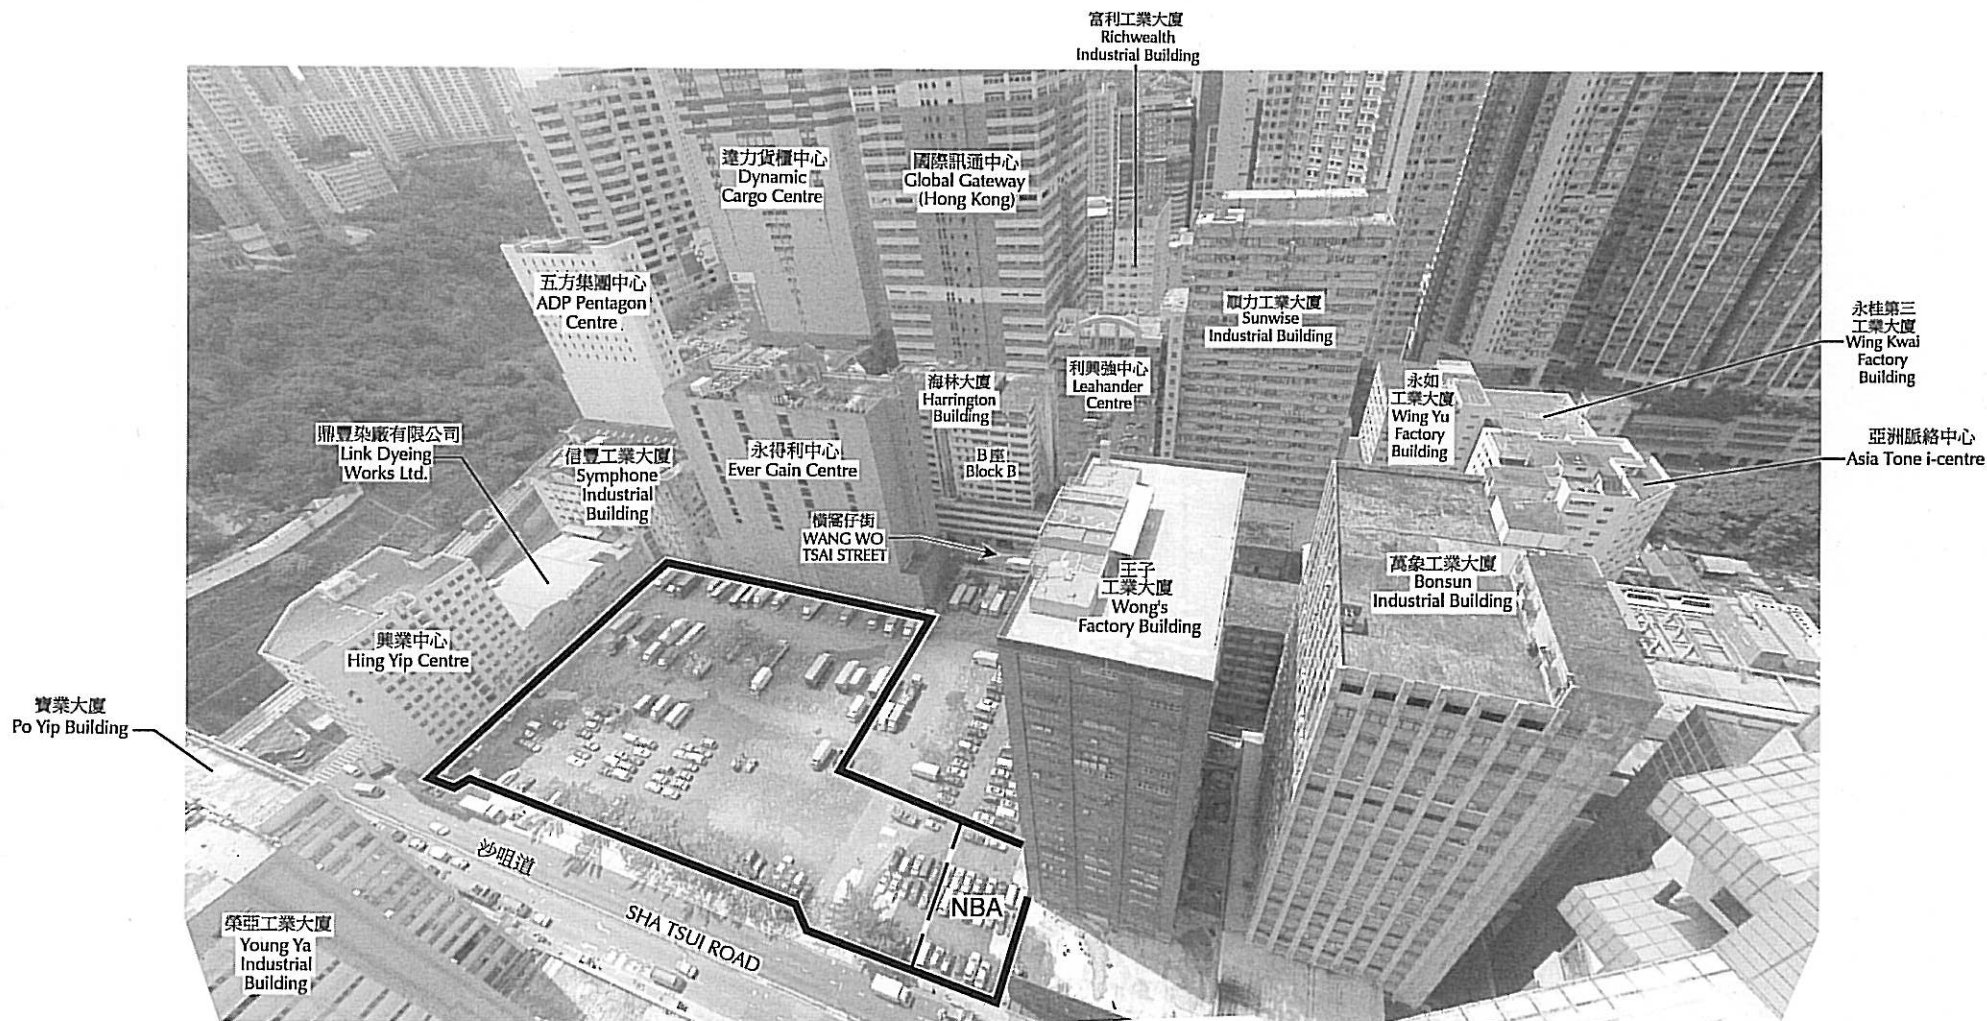 富利工業大廈
Richwealth
Industrial Building
達力貨櫃中心
Dynamic
Cargo Centre
國際訊通中心
Global Gateway
(Hong Kong)
五方集團中心
ADP Pentagon
Centre
順力工業大廈
Sunwise
Industrial Building
永桂第三
工業大廈
Wing Kwai
Factory
Building
海林大廈
Harrington
Building
B座
Block B
利興強中心
Leahander
Centre
永如
工業大廈
Wing Yu
Factory
Building
亞洲脈絡中心
Asia Tone i-centre
鼎豐染廠有限公司
Link Dyeing
Works Ltd.
信豐工業大廈
Symphone
Industrial
Building
永得利中心
Ever Gain Centre
橫窩仔街
WANG WO
TSAI STREET
王子
工業大廈
Wong's
Factory Building
萬象工業大廈
Bonsun
Industrial Building
興業中心
Hing Yip Centre
寶業大廈
Po Yip Building
沙咀道
SHA TSUI ROAD
NBA
榮亞工業大廈
Young Ya
Industrial
Building